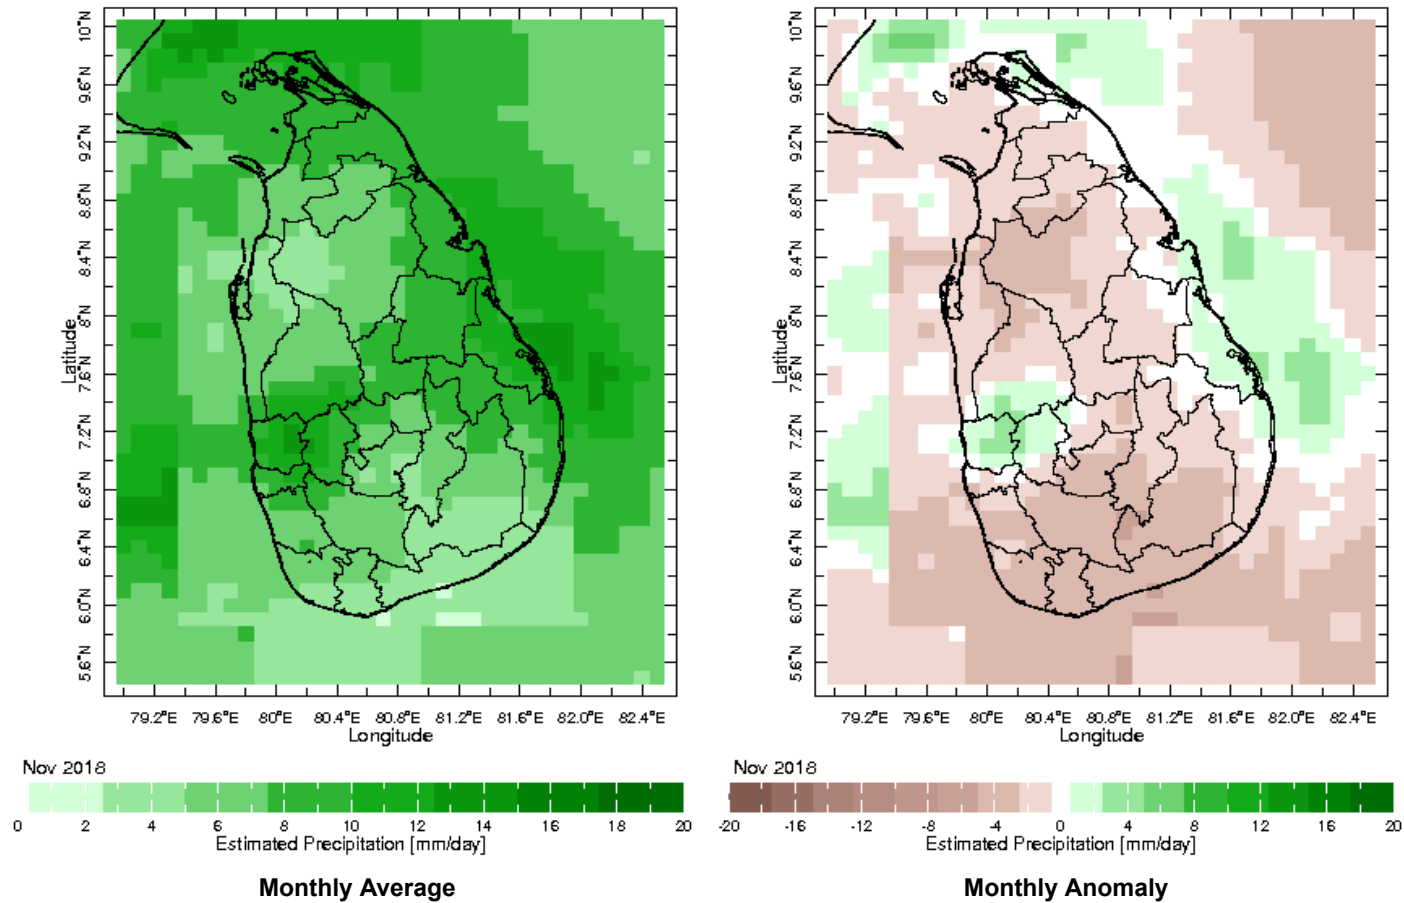 10°N
9.6°N
9.2°N
8.8°N
8.4°N
8°N
7.6°N
7.2°N
6.8°N
6.4°N
6.0°N
5.6°N
Latitude
79.2°E 79.6°E 80°E 80.4°E 80.8°E 81.2°E 81.6°E 82.0°E 82.4°E
Longitude
Nov 2018
0 2 4 6 8 10 12 14 16 18 20
Estimated Precipitation [mm/day]
Monthly Average
10°N
9.6°N
9.2°N
8.8°N
8.4°N
8°N
7.6°N
7.2°N
6.8°N
6.4°N
6.0°N
5.6°N
Latitude
79.2°E 79.6°E 80°E 80.4°E 80.8°E 81.2°E 81.6°E 82.0°E 82.4°E
Longitude
Nov 2018
-20 -16 -12 -8 -4 0 4 8 12 16 20
Estimated Precipitation [mm/day]
Monthly Anomaly